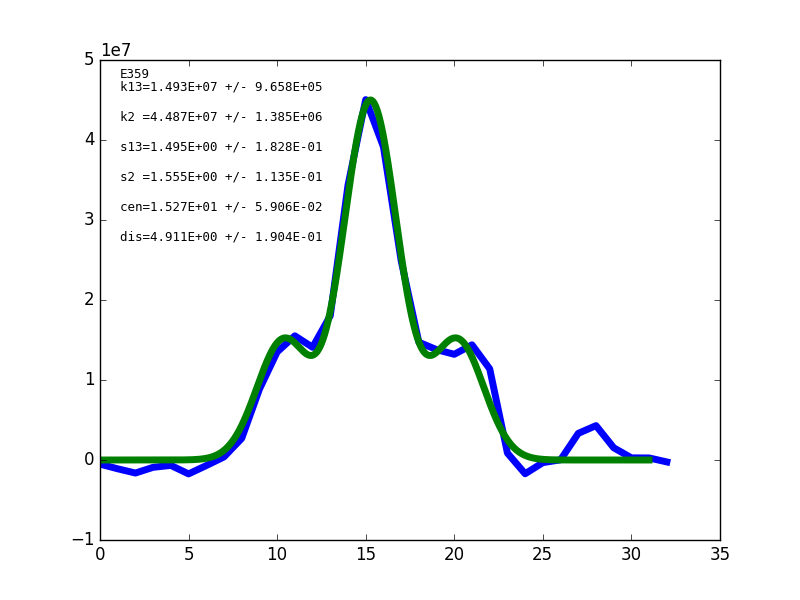 1e7
E359
k13=1.493E+07 +/- 9.658E+05
k2 =4.487E+07 +/- 1.385E+06
s13=1.495E+00 +/- 1.828E-01
s2 =1.555E+00 +/- 1.135E-01
cen=1.527E+01 +/- 5.906E-02
dis=4.911E+00 +/- 1.904E-01
5
4
3
2
1
0
−1
0 5 10 15 20 25 30 35